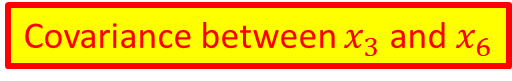 Covariance between x₃ and x₆